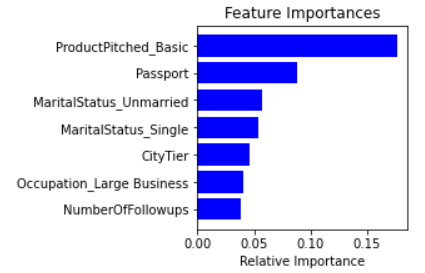 Feature Importances
ProductPitched_Basic
Passport
MaritalStatus_Unmarried
MaritalStatus_Single
CityTier
Occupation_Large Business
NumberOfFollowups
0.00 0.05 0.10 0.15
Relative Importance